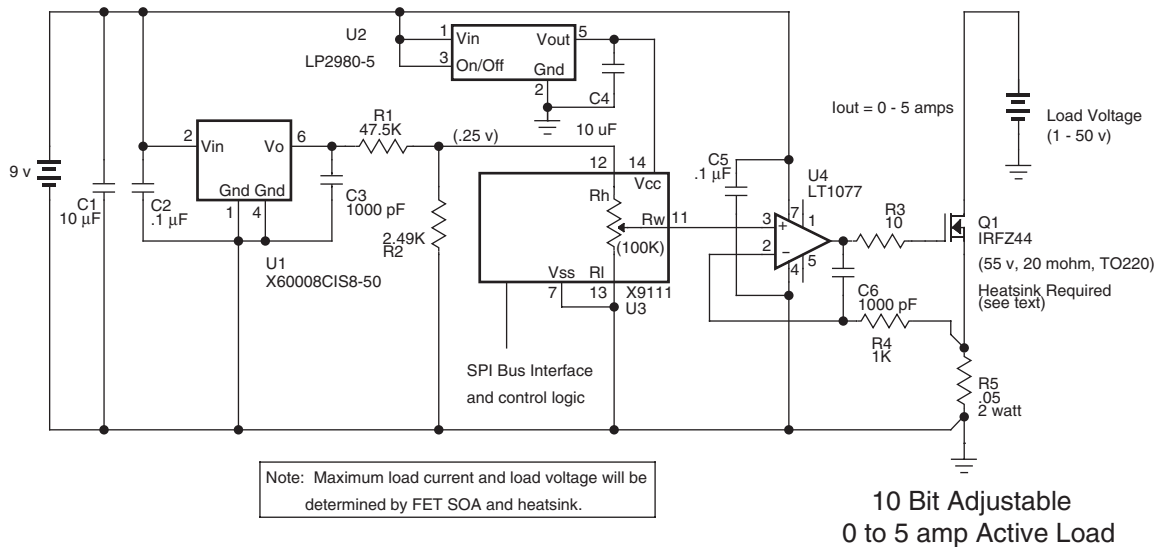 U2
LP2980-5
1
Vin
Vout
5
3
On/Off
Gnd
2
C4
10 uF
Iout = 0 - 5 amps
Load Voltage
(1 - 50 v)
9 v
C1
10 µF
C2
.1 µF
2
Vin
Vo
6
Gnd
Gnd
1
4
U1
X60008CIS8-50
C3
1000 pF
R1
47.5K
(.25 v)
2.49K
R2
12
14
Vcc
Rh
Rw
11
(100K)
Vss
Rl
7
13
X9111
U3
SPI Bus Interface
and control logic
C5
.1 µF
U4
LT1077
7
1
3
+
2
−
4
5
R3
10
C6
1000 pF
R4
1K
Q1
IRFZ44
(55 v, 20 mohm, TO220)
Heatsink Required
(see text)
R5
.05
2 watt
Note: Maximum load current and load voltage will be
determined by FET SOA and heatsink.
10 Bit Adjustable
0 to 5 amp Active Load